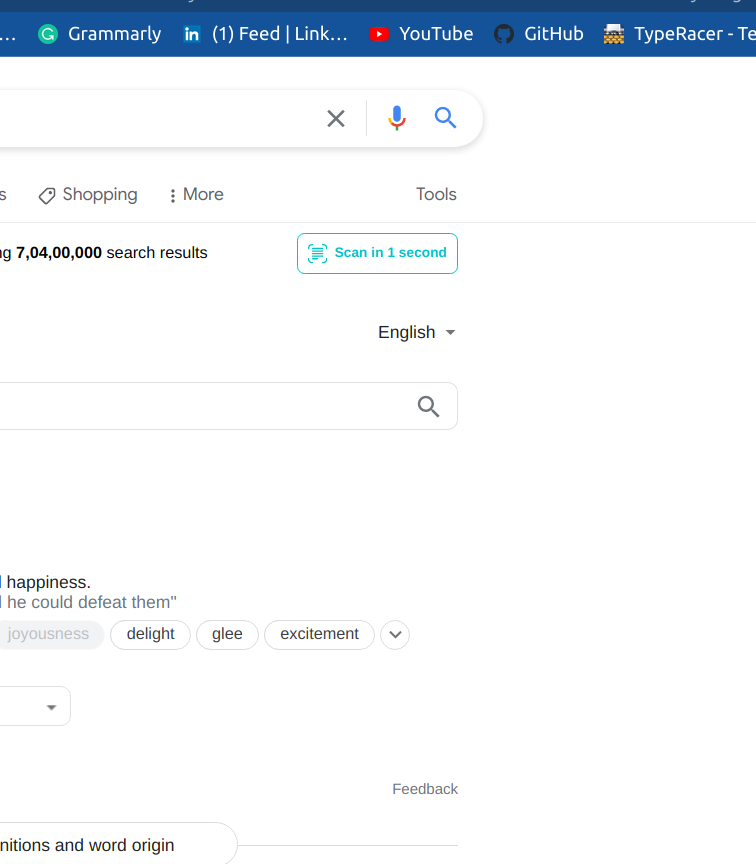 ... Grammarly (1) Feed | Link... YouTube GitHub TypeRacer - Te
s Shopping More Tools
ng 7,04,00,000 search results Scan in 1 second
English
happiness.
he could defeat them"
joyousness delight glee excitement
Feedback
nitions and word origin